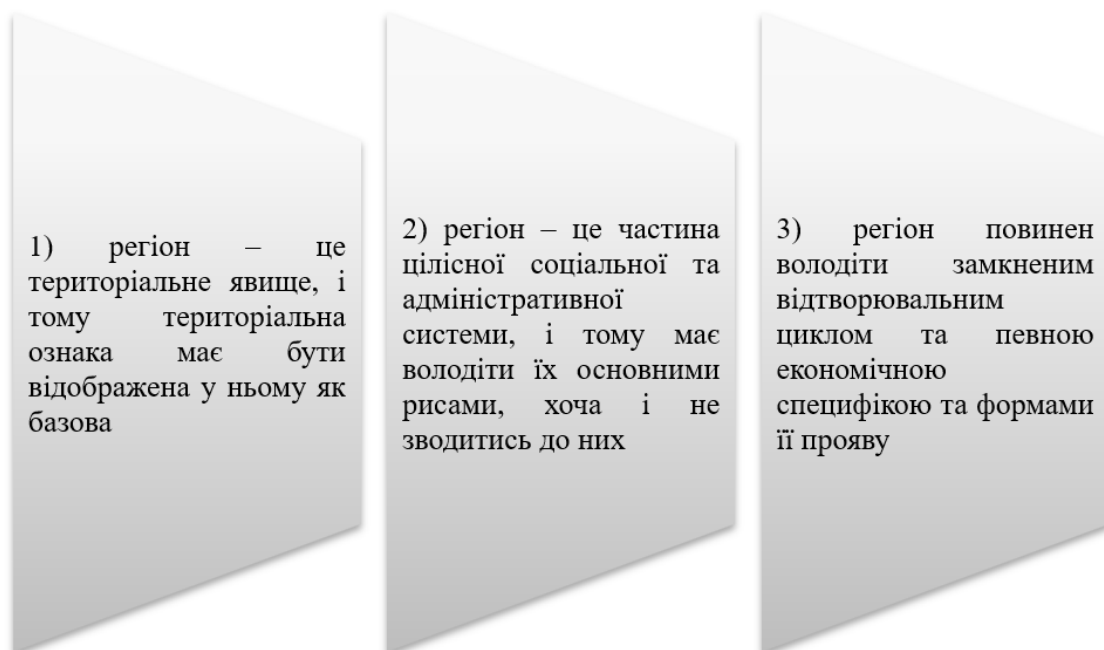 1) регіон – це
територіальне явище, і
тому територіальна
ознака має бути
відображена у ньому як
базова
2) регіон – це частина
цілісної соціальної та
адміністративної
системи, і тому має
володіти їх основними
рисами, хоча і не
зводитись до них
3) регіон повинен
володіти замкненим
відтворювальним
циклом та певною
економічною
специфікою та формами
її прояву